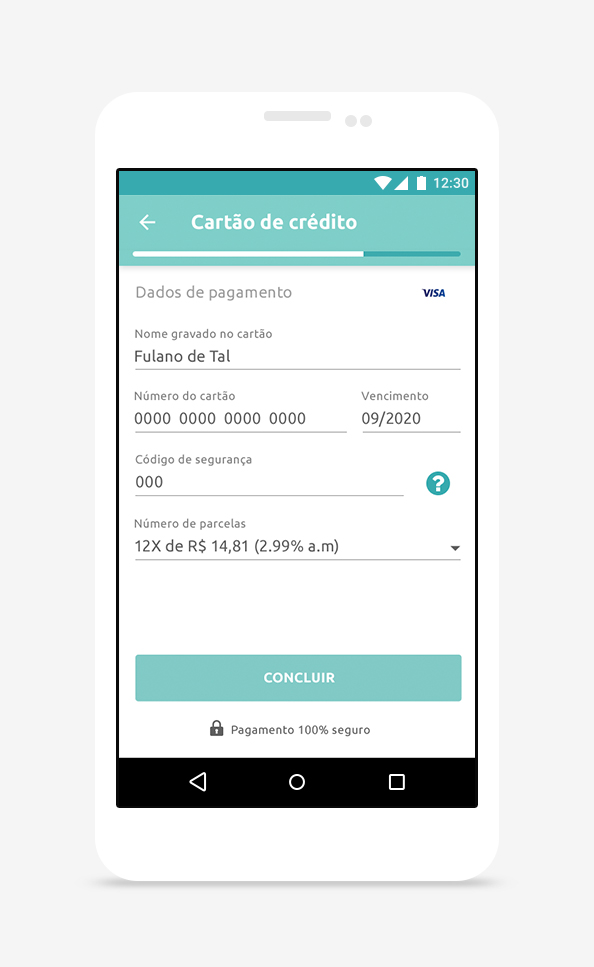 12:30
Cartão de crédito
Dados de pagamento VISA
Nome gravado no cartão
Fulano de Tal
Número do cartão Vencimento
0000 0000 0000 0000 09/2020
Código de segurança
000 ?
Número de parcelas
12X de R$ 14,81 (2.99% a.m)
CONCLUIR
Pagamento 100% seguro